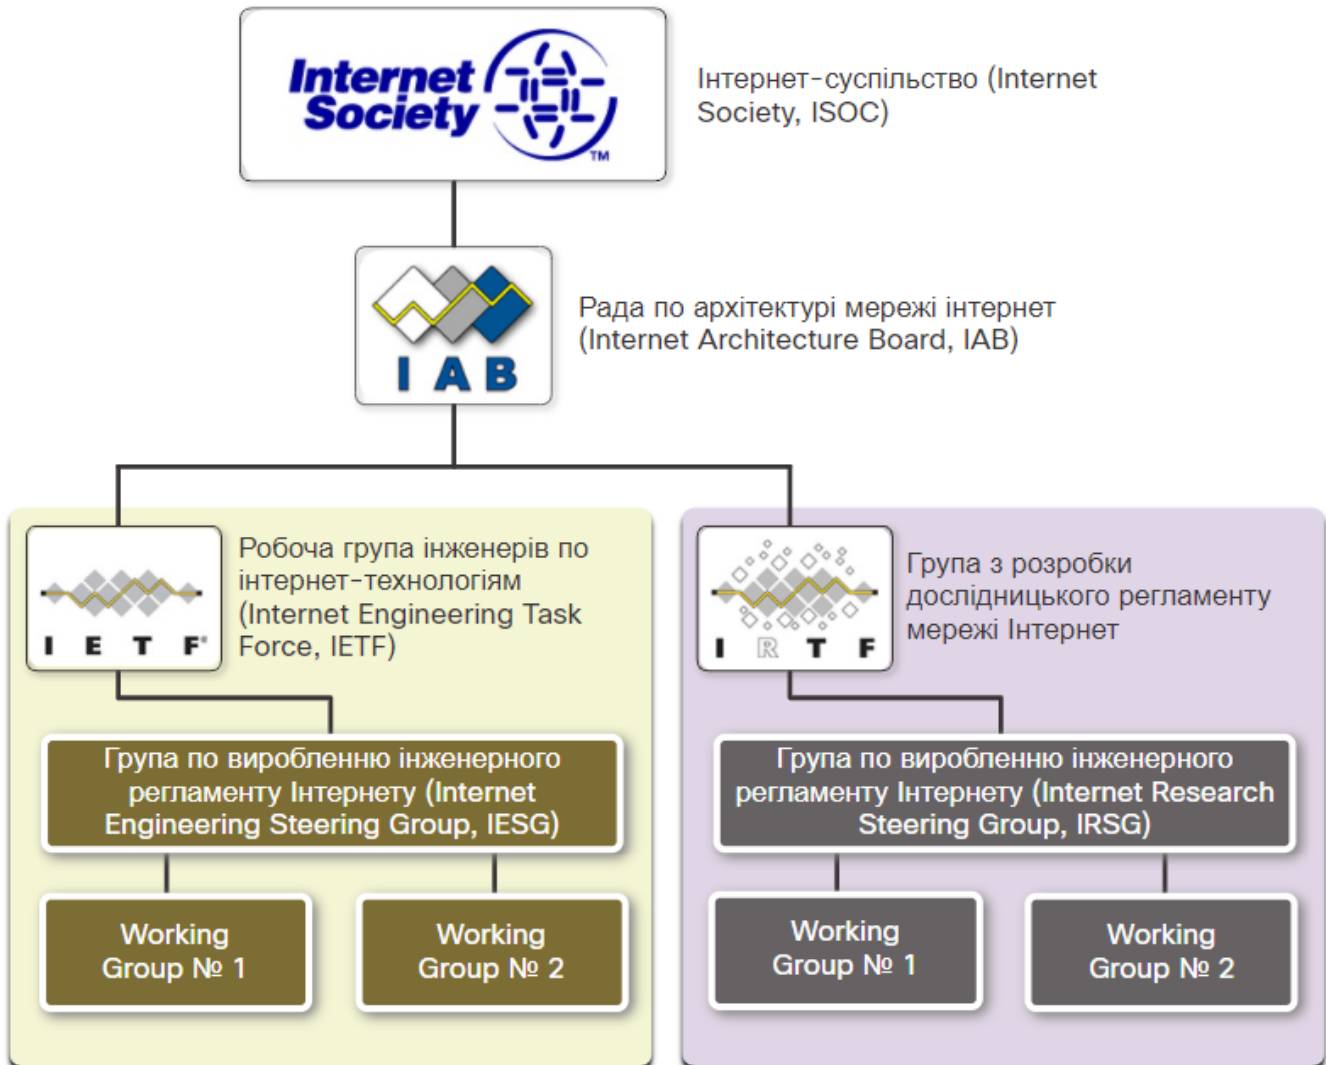 Internet
Society
TM
Інтернет-суспільство (Internet
Society, ISOC)
I A B
Рада по архітектурі мережі інтернет
(Internet Architecture Board, IAB)
I E T F®
Робоча група інженерів по
інтернет-технологіям
(Internet Engineering Task
Force, IETF)
I R T F
Група з розробки
дослідницького регламенту
мережі Інтернет
Група по виробленню інженерного
регламенту Інтернету (Internet
Engineering Steering Group, IESG)
Група по виробленню інженерного
регламенту Інтернету (Internet Research
Steering Group, IRSG)
Working
Group № 1
Working
Group № 2
Working
Group № 1
Working
Group № 2